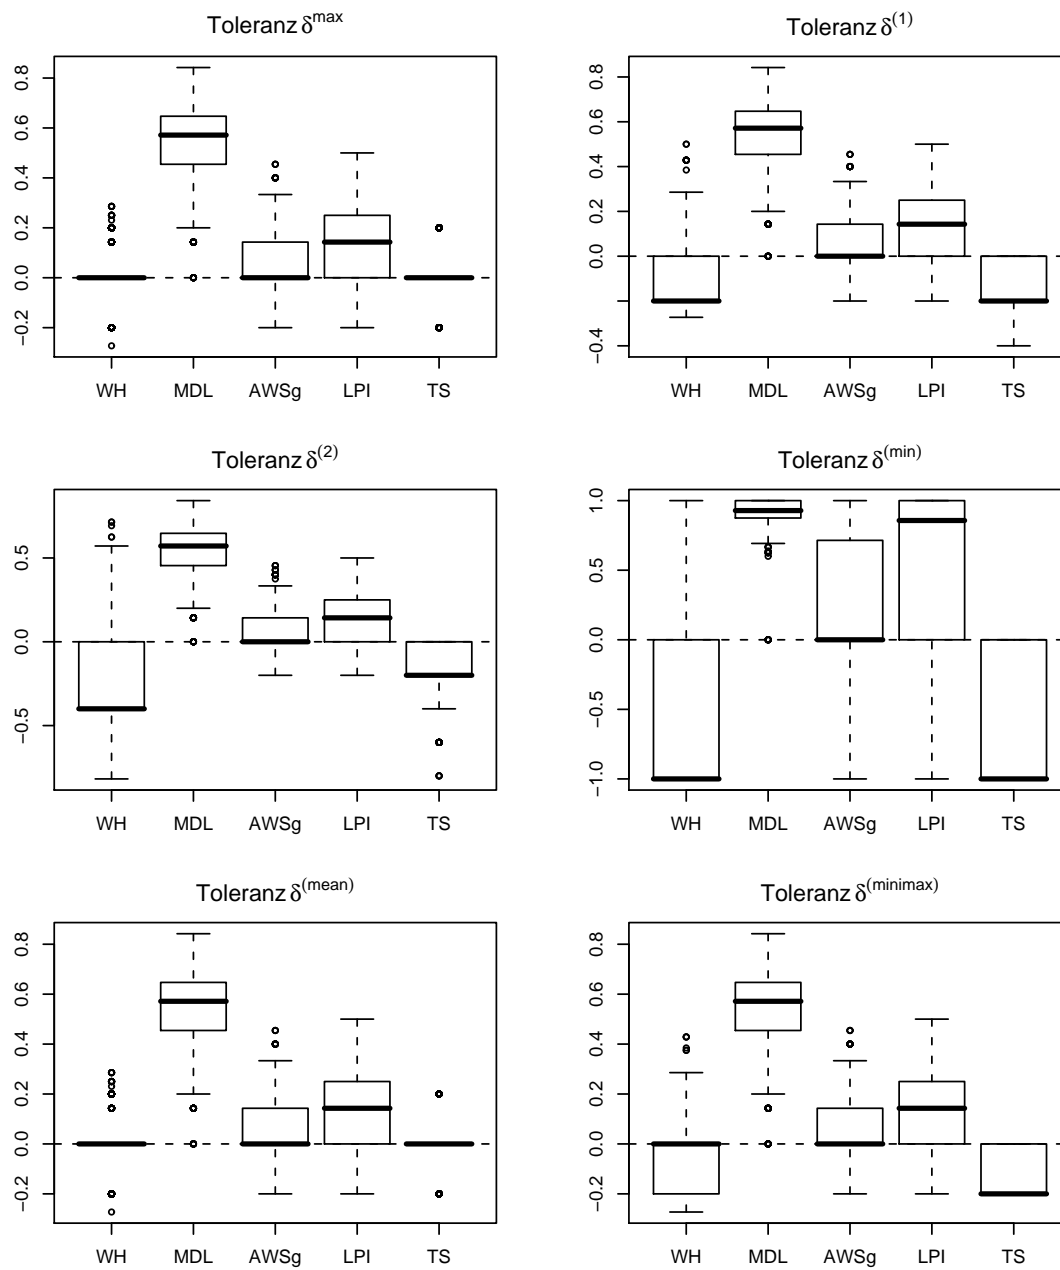 Toleranz δ^max
0.8
0.6
0.4
0.2
0.0
−0.2
WH MDL AWSg LPI TS
Toleranz δ^(1)
0.8
0.6
0.4
0.2
0.0
−0.4
WH MDL AWSg LPI TS
Toleranz δ^(2)
0.5
0.0
−0.5
WH MDL AWSg LPI TS
Toleranz δ^(min)
1.0
0.5
0.0
−0.5
−1.0
WH MDL AWSg LPI TS
Toleranz δ^(mean)
0.8
0.6
0.4
0.2
0.0
−0.2
WH MDL AWSg LPI TS
Toleranz δ^(minimax)
0.8
0.6
0.4
0.2
0.0
−0.2
WH MDL AWSg LPI TS